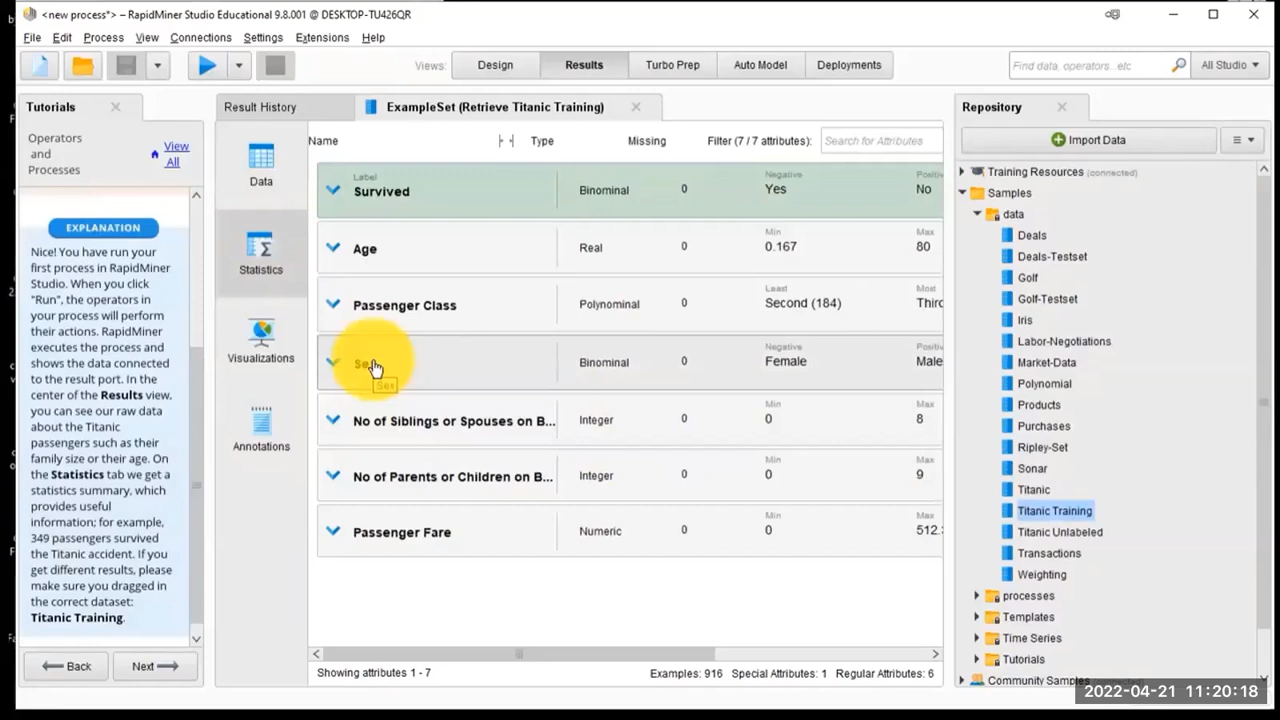 <new process*> – RapidMiner Studio Educational 9.8.001 @ DESKTOP-TU426QR
File Edit Process View Connections Settings Extensions Help
Views: Design Results Turbo Prep Auto Model Deployments Find data, operators...etc All Studio
Tutorials
Operators
and
Processes
View
All
EXPLANATION
Nice! You have run your
first process in RapidMiner
Studio. When you click
"Run", the operators in
your process will perform
their actions. RapidMiner
executes the process and
shows the data connected
to the result port. In the
center of the Results view,
you can see our raw data
about the Titanic
passengers such as their
family size or their age. On
the Statistics tab we get a
statistics summary, which
provides useful
information; for example,
349 passengers survived
the Titanic accident. If you
get different results, please
make sure you dragged in
the correct dataset:
Titanic Training.
Back Next
Result History ExampleSet (Retrieve Titanic Training)
Data
Statistics
Visualizations
Annotations
Name Type Missing Filter (7 / 7 attributes): Search for Attributes
Label Negative Positiv
Survived Binominal 0 Yes No
Min Max
Age Real 0 0.167 80
Least Most
Passenger Class Polynominal 0 Second (184) Third
Negative Positiv
Sex Binominal 0 Female Male
Sex
Min Max
No of Siblings or Spouses on B... Integer 0 0 8
Min Max
No of Parents or Children on B... Integer 0 0 9
Min Max
Passenger Fare Numeric 0 0 512.
Showing attributes 1 - 7 Examples: 916 Special Attributes: 1 Regular Attributes: 6
Repository
Import Data
Training Resources (connected)
Samples
data
Deals
Deals-Testset
Golf
Golf-Testset
Iris
Labor-Negotiations
Market-Data
Polynomial
Products
Purchases
Ripley-Set
Sonar
Titanic
Titanic Training
Titanic Unlabeled
Transactions
Weighting
processes
Templates
Time Series
Tutorials
Community Samples
2022-04-21 11:20:18